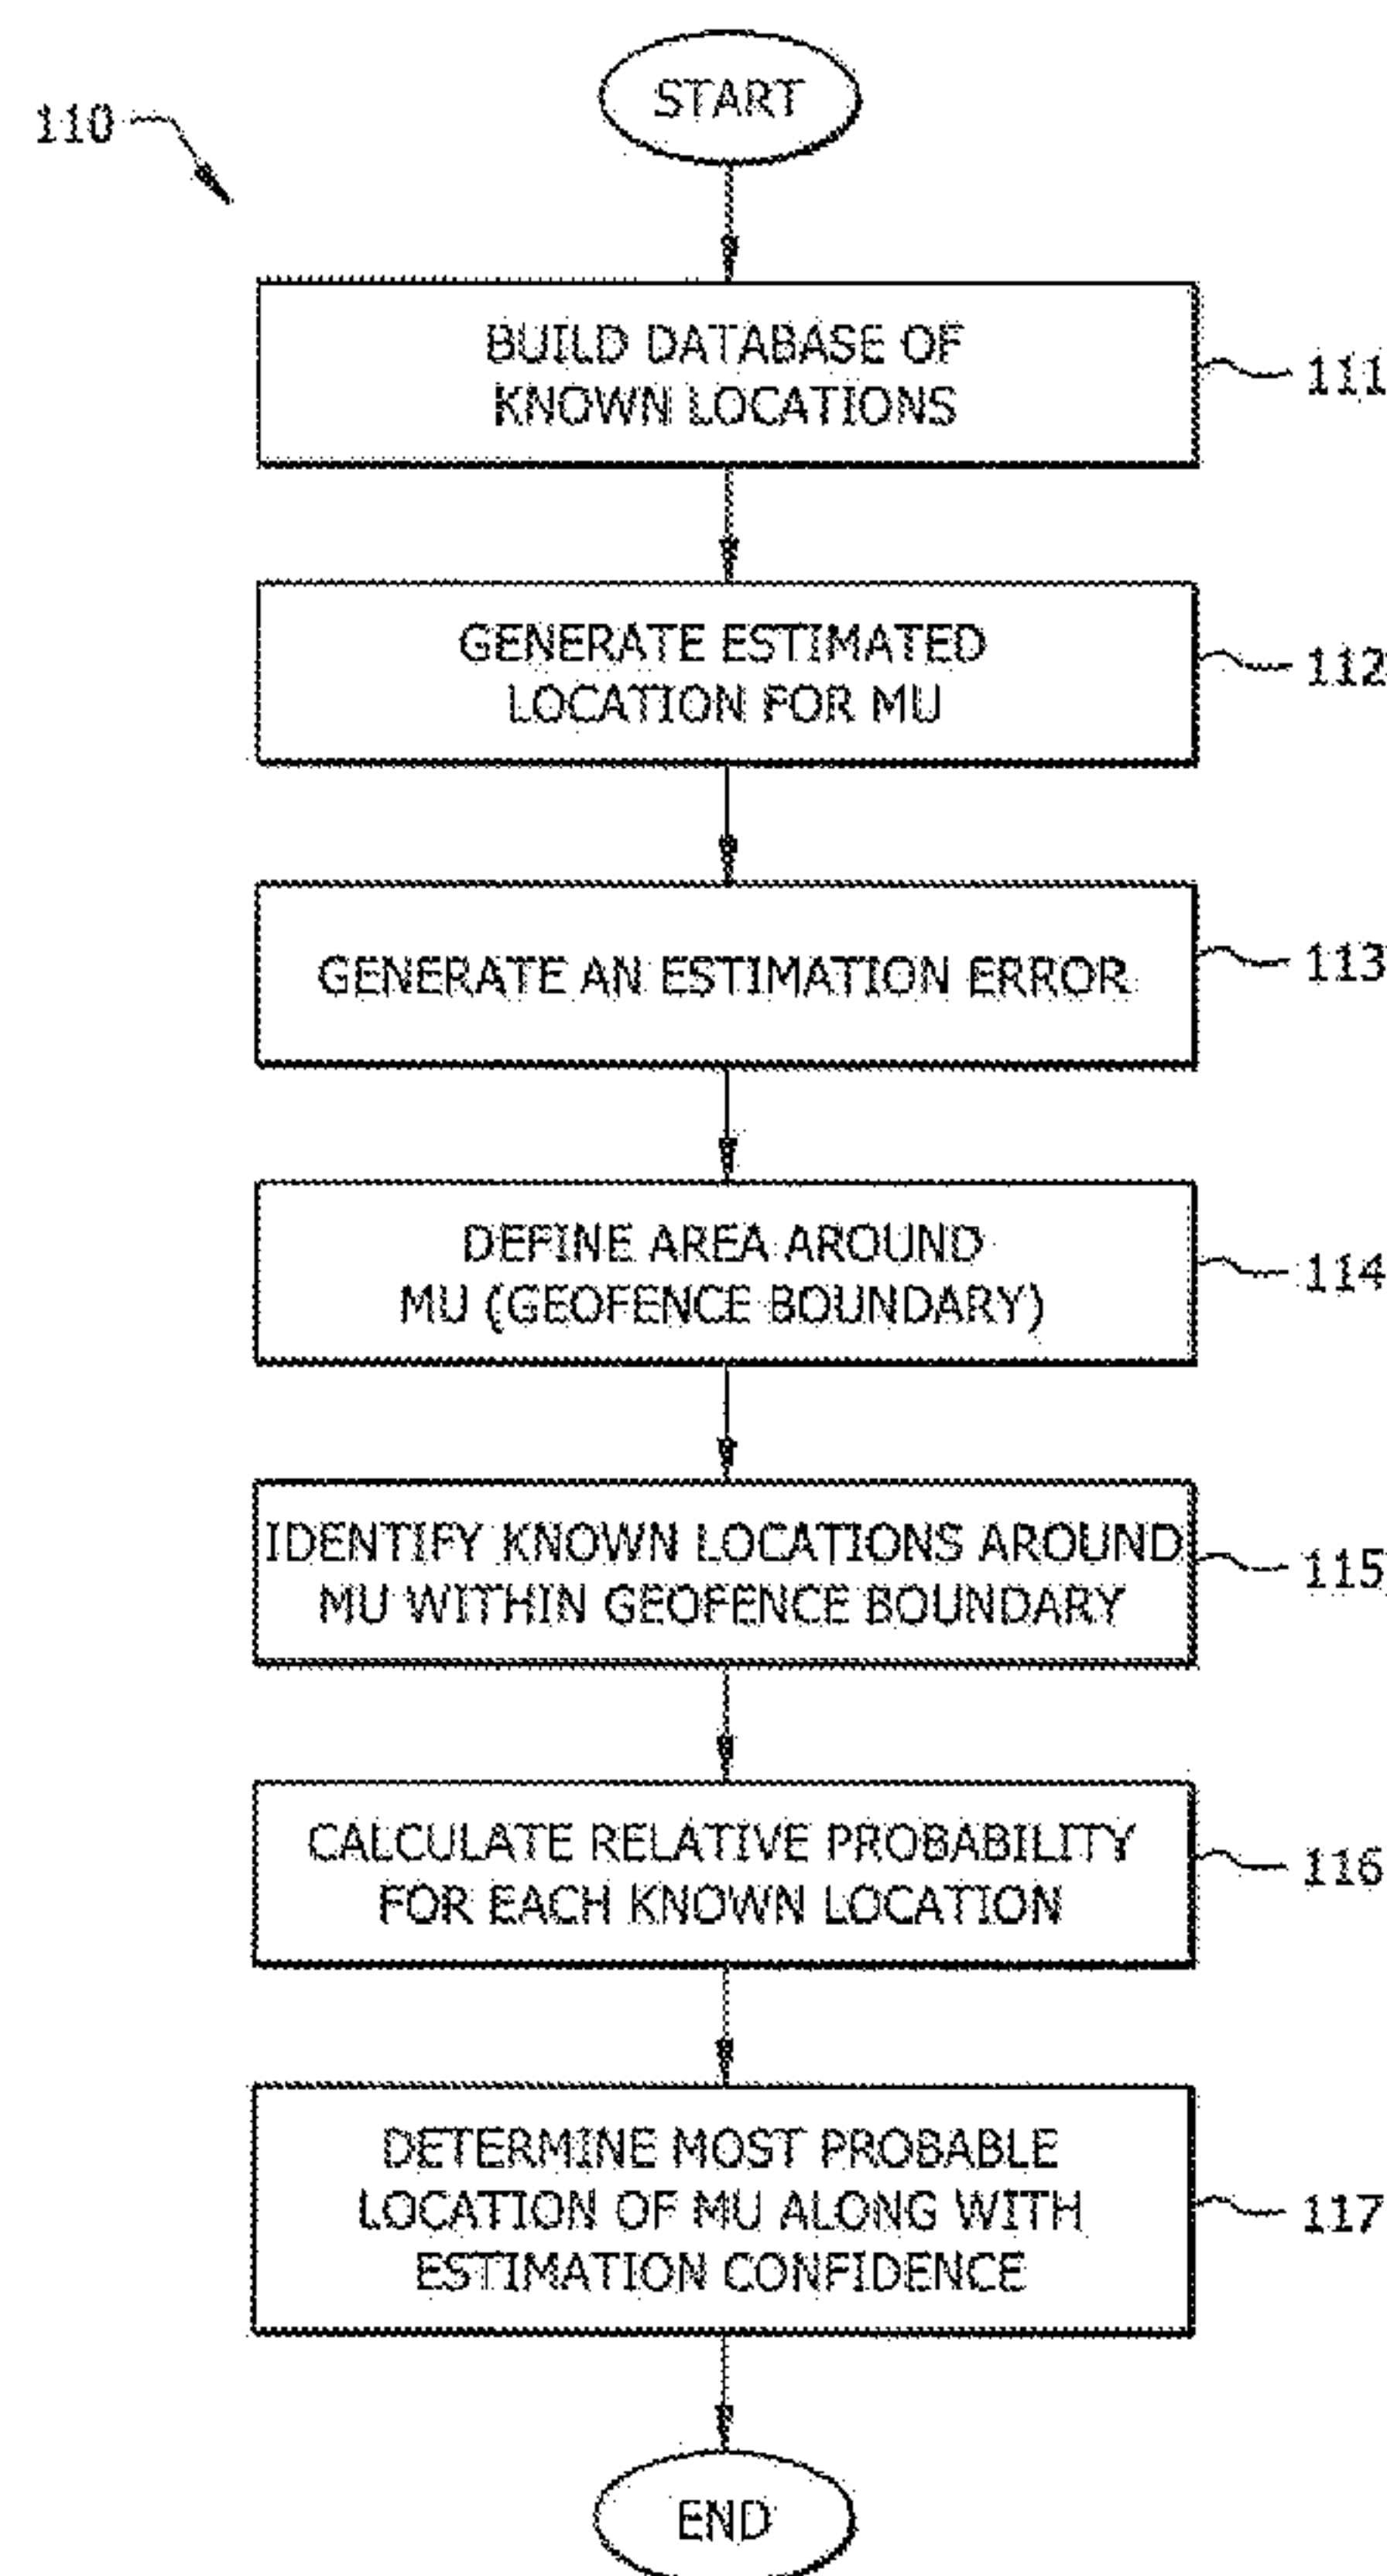 START
110
BUILD DATABASE OF
KNOWN LOCATIONS
111
GENERATE ESTIMATED
LOCATION FOR MU
112
GENERATE AN ESTIMATION ERROR
113
DEFINE AREA AROUND
MU (GEOFENCE BOUNDARY)
114
IDENTIFY KNOWN LOCATIONS AROUND
MU WITHIN GEOFENCE BOUNDARY
115
CALCULATE RELATIVE PROBABILITY
FOR EACH KNOWN LOCATION
116
DETERMINE MOST PROBABLE
LOCATION OF MU ALONG WITH
ESTIMATION CONFIDENCE
117
END